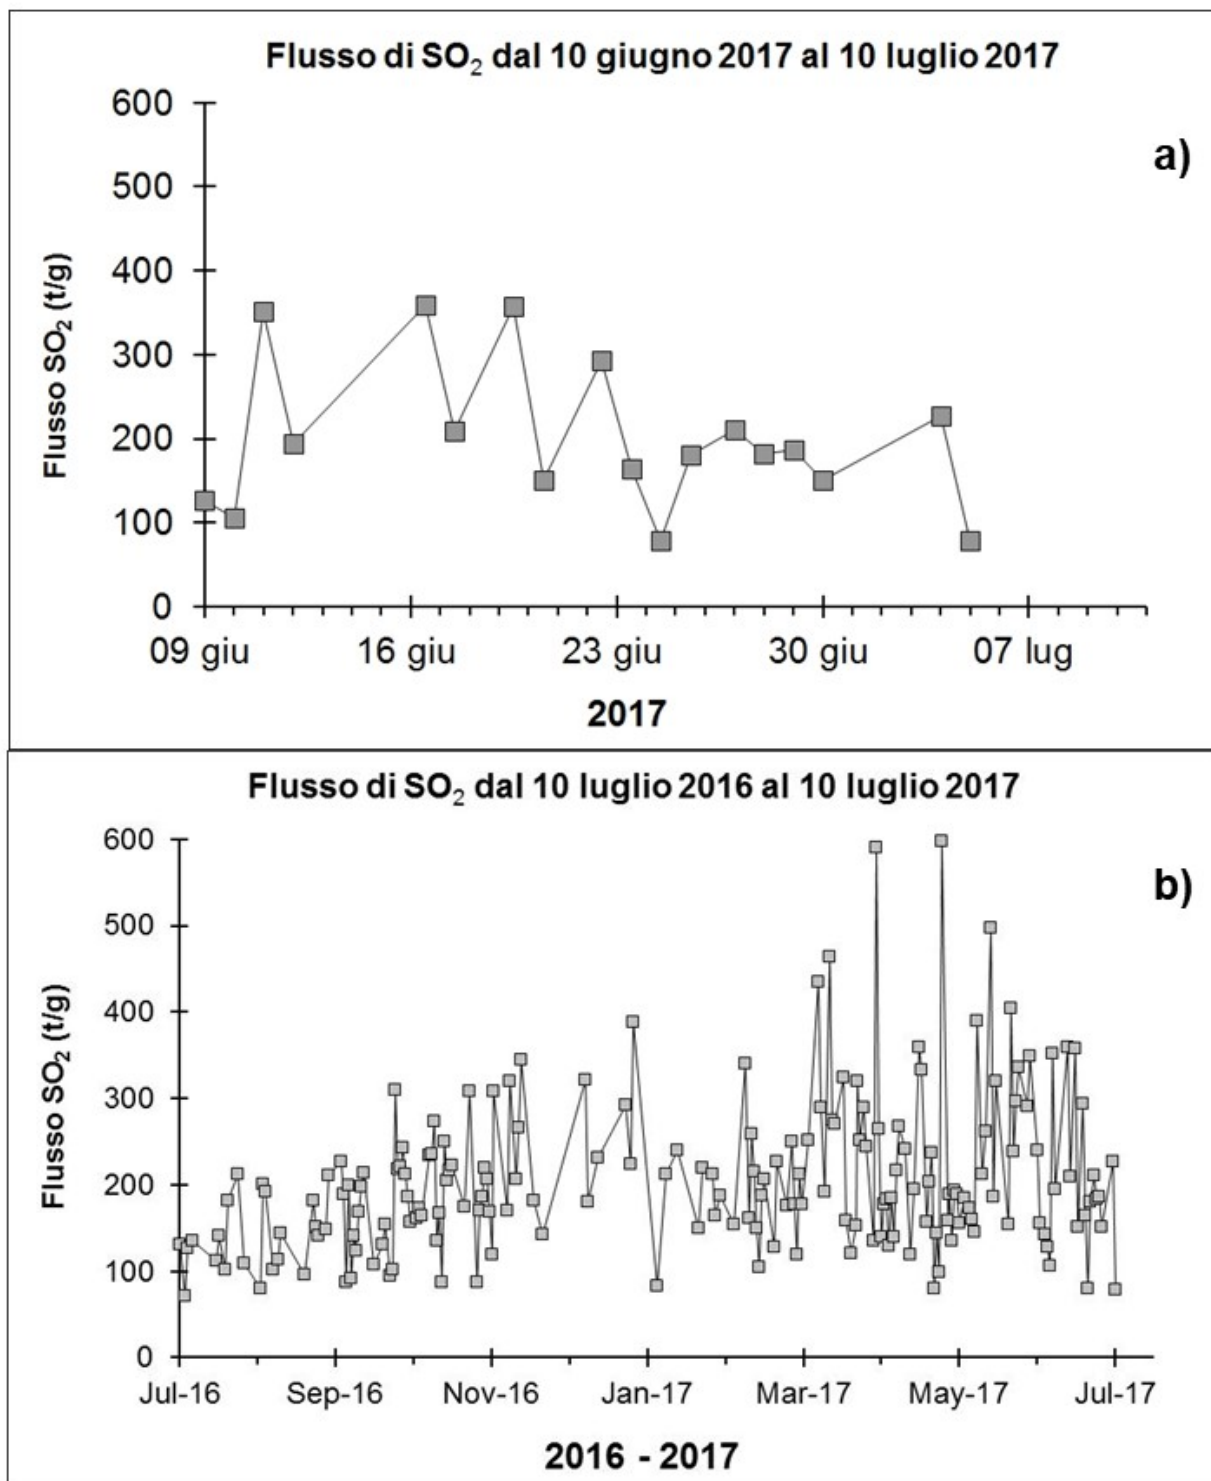 Flusso di SO₂ dal 10 giugno 2017 al 10 luglio 2017
a)
600
500
400
300
200
100
0
Flusso SO₂ (t/g)
09 giu 16 giu 23 giu 30 giu 07 lug
2017
Flusso di SO₂ dal 10 luglio 2016 al 10 luglio 2017
b)
600
500
400
300
200
100
0
Flusso SO₂ (t/g)
Jul-16 Sep-16 Nov-16 Jan-17 Mar-17 May-17 Jul-17
2016 - 2017